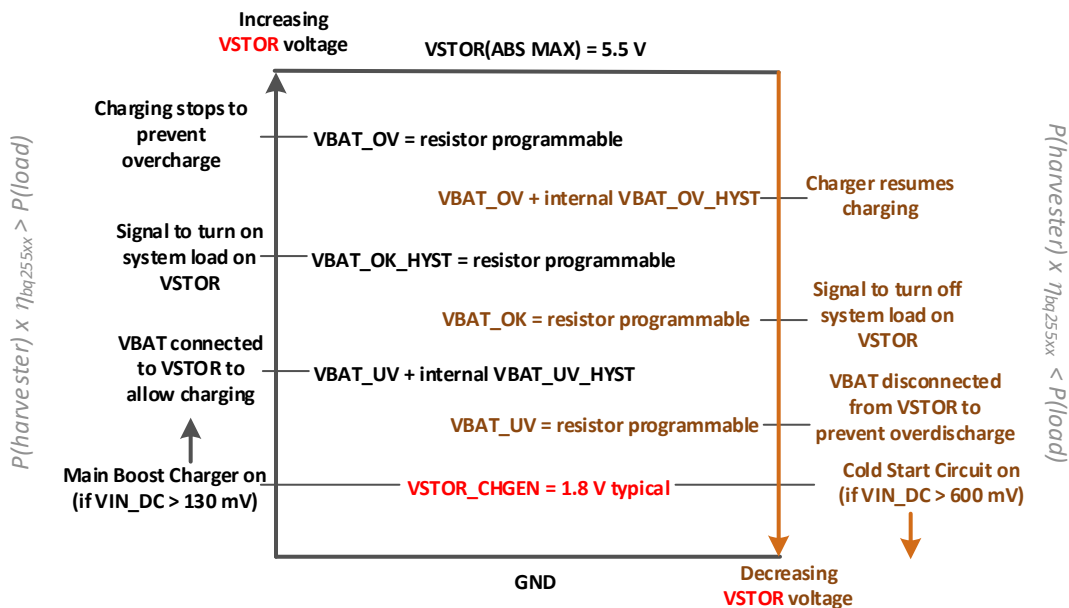 Increasing
VSTOR voltage
VSTOR(ABS MAX) = 5.5 V
Charging stops to
prevent
overcharge
VBAT_OV = resistor programmable
VBAT_OV + internal VBAT_OV_HYST
Charger resumes
charging
Signal to turn on
system load on
VSTOR
VBAT_OK_HYST = resistor programmable
VBAT_OK = resistor programmable
Signal to turn off
system load on
VSTOR
VBAT connected
to VSTOR to
allow charging
VBAT_UV + internal VBAT_UV_HYST
VBAT_UV = resistor programmable
VBAT disconnected
from VSTOR to
prevent overdischarge
Main Boost Charger on
(if VIN_DC > 130 mV)
VSTOR_CHGEN = 1.8 V typical
Cold Start Circuit on
(if VIN_DC > 600 mV)
GND
Decreasing
VSTOR voltage
P(harvester) x η_bq255xx > P(load)
P(harvester) x η_bq255xx < P(load)